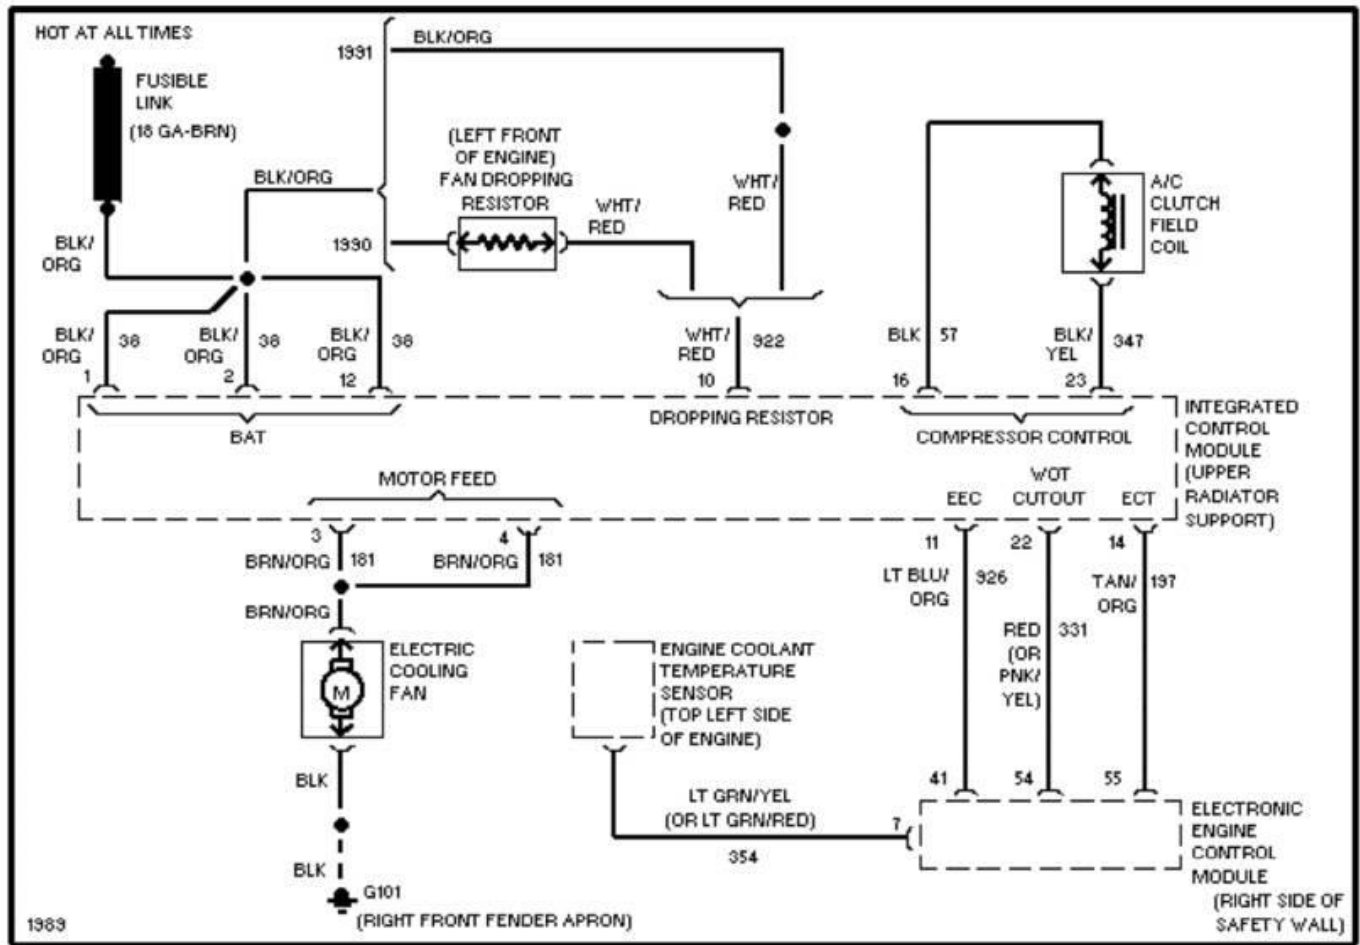 HOT AT ALL TIMES
FUSIBLE
LINK
(18 GA-BRN)
1991
BLK/ORG
(LEFT FRONT
OF ENGINE)
FAN DROPPING
RESISTOR
BLK/ORG
WHT/
RED
WHT/
RED
1990
A/C
CLUTCH
FIELD
COIL
BLK/
ORG
BLK/
ORG
38
1
BLK/
ORG
38
2
BLK/
ORG
38
12
WHT/
RED
922
10
BLK
57
16
BLK/
YEL
347
23
BAT
DROPPING RESISTOR
COMPRESSOR CONTROL
INTEGRATED
CONTROL
MODULE
(UPPER
RADIATOR
SUPPORT)
MOTOR FEED
EEC
WOT
CUTOUT
ECT
3
BRN/ORG
181
4
BRN/ORG
181
BRN/ORG
11
LT BLU/
ORG
926
22
RED
(OR
PNK/
YEL)
331
14
TAN/
ORG
197
ELECTRIC
COOLING
FAN
M
ENGINE COOLANT
TEMPERATURE
SENSOR
(TOP LEFT SIDE
OF ENGINE)
BLK
41
54
55
LT GRN/YEL
(OR LT GRN/RED)
354
7
ELECTRONIC
ENGINE
CONTROL
MODULE
(RIGHT SIDE OF
SAFETY WALL)
BLK
G101
(RIGHT FRONT FENDER APRON)
1989